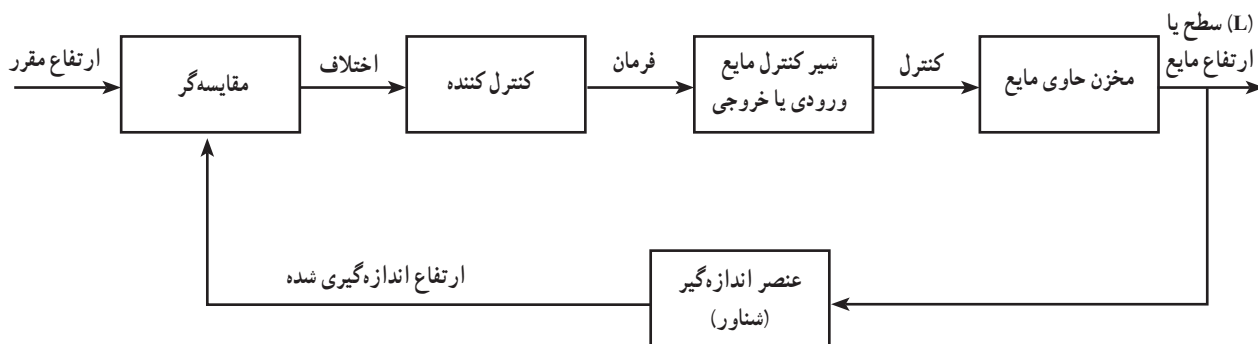 ارتفاع مقرر
مقایسه‌گر
اختلاف
کنترل کننده
فرمان
شیر کنترل مایع
ورودی یا خروجی
کنترل
مخزن حاوی مایع
(L) سطح یا
ارتفاع مایع
ارتفاع اندازه‌گیری شده
عنصر اندازه‌گیر
(شناور)